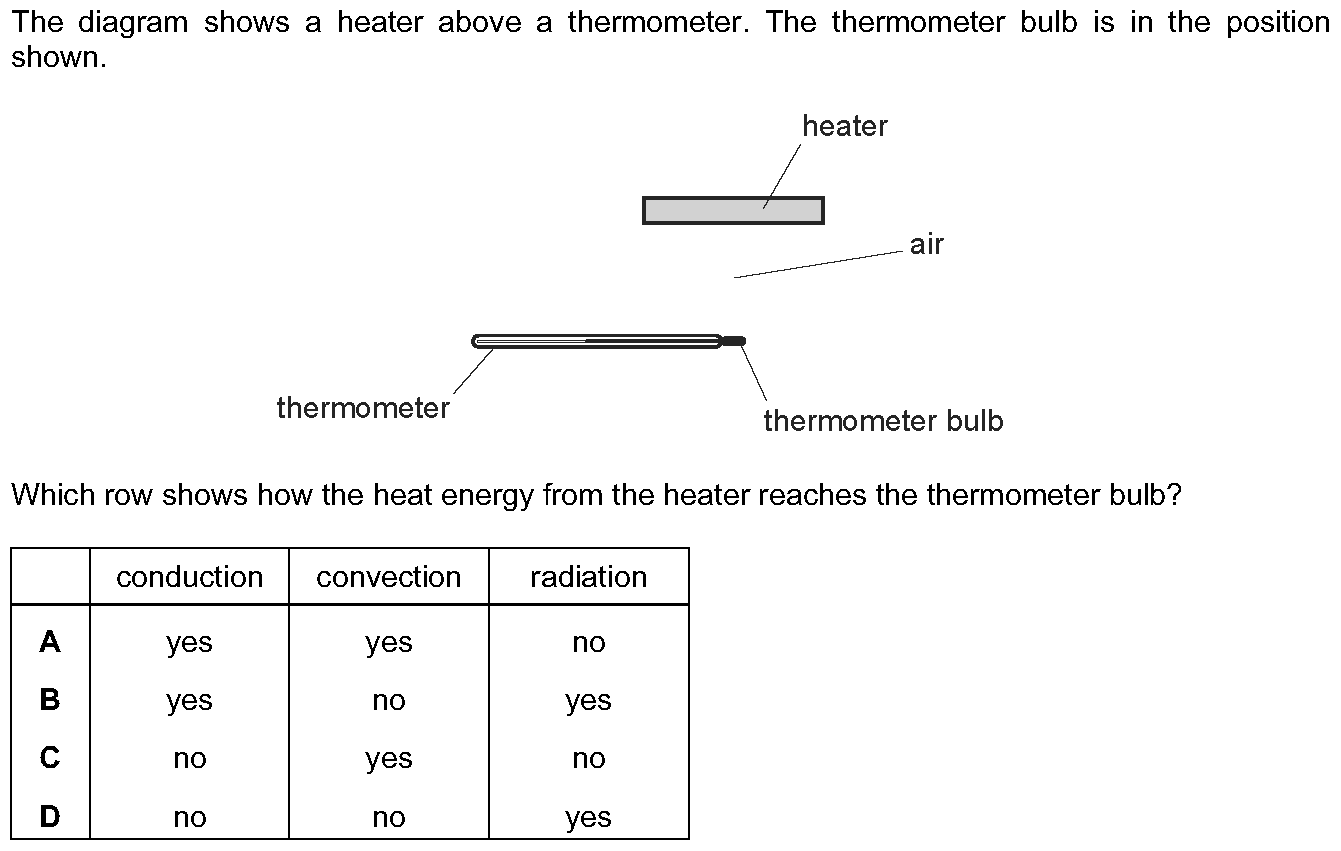 The diagram shows a heater above a thermometer. The thermometer bulb is in the position
shown.
heater
air
thermometer
thermometer bulb
Which row shows how the heat energy from the heater reaches the thermometer bulb?
conduction convection radiation
A yes yes no
B yes no yes
C no yes no
D no no yes